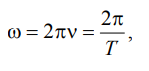 ω = 2πν = 2π/T,